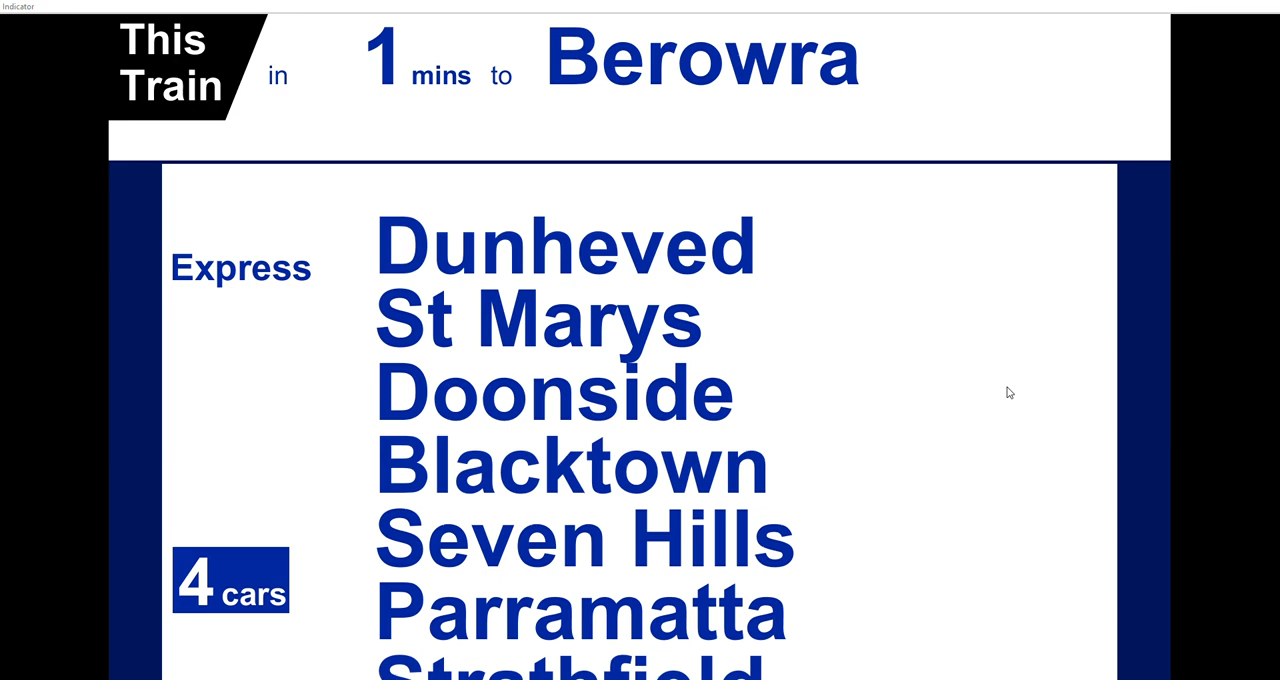 Indicator
This
Train
in 1 mins to Berowra
Express
Dunheved
St Marys
Doonside
Blacktown
Seven Hills
4 cars
Parramatta
Strathfield